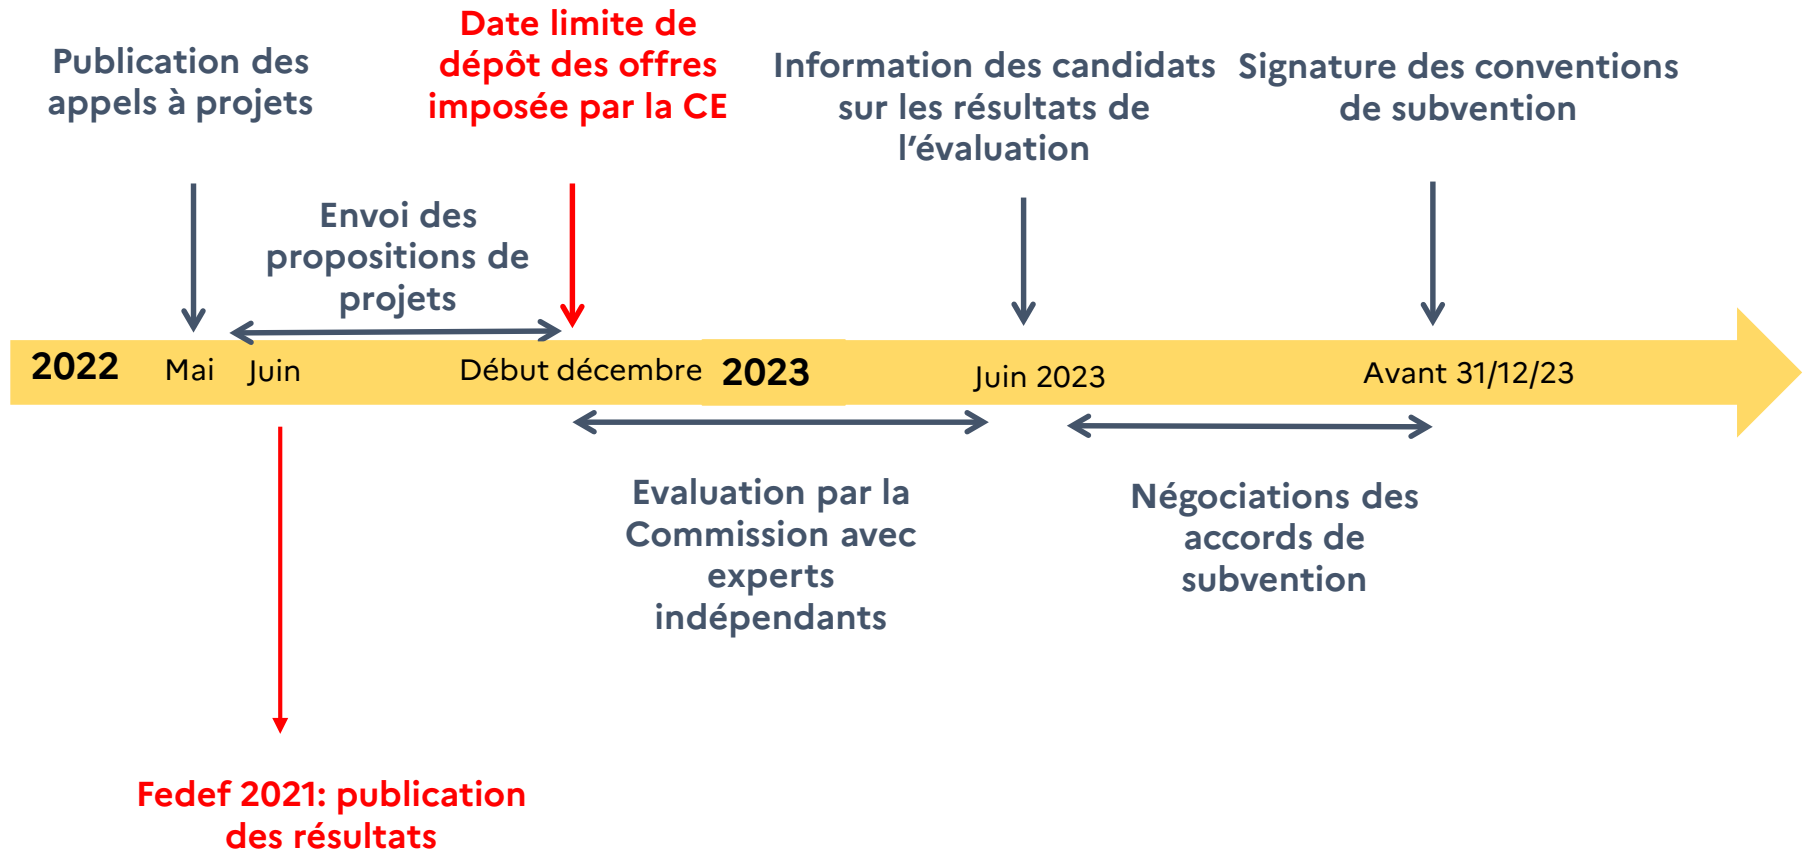 Publication des
appels à projets
Date limite de
dépôt des offres
imposée par la CE
Information des candidats
sur les résultats de
l’évaluation
Signature des conventions
de subvention
Envoi des
propositions de
projets
2022
Mai
Juin
Début décembre
2023
Juin 2023
Avant 31/12/23
Evaluation par la
Commission avec
experts
indépendants
Négociations des
accords de
subvention
Fedef 2021: publication
des résultats